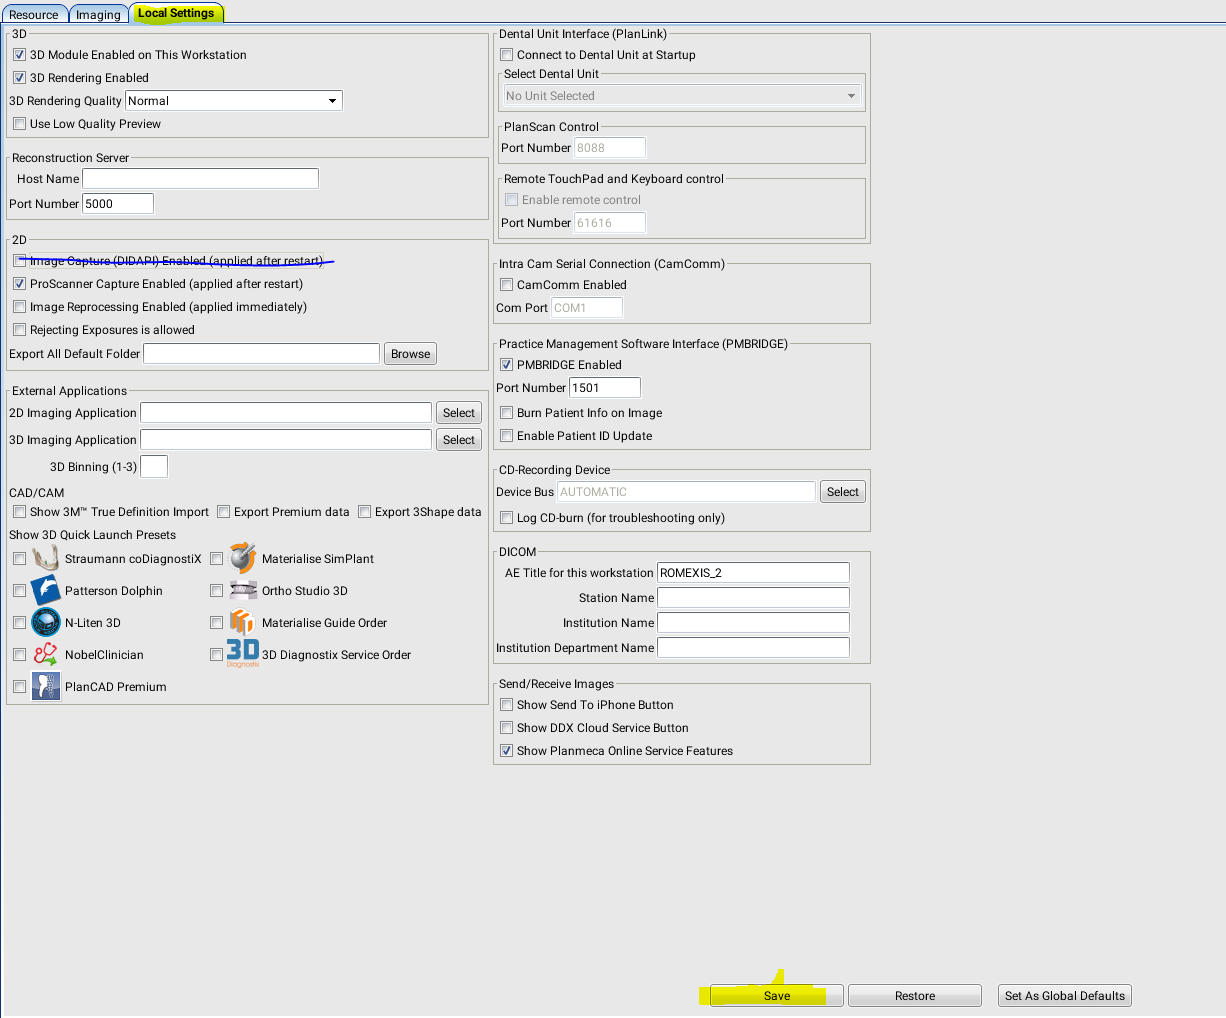 Resource Imaging Local Settings
3D
3D Module Enabled on This Workstation
3D Rendering Enabled
3D Rendering Quality Normal
Use Low Quality Preview
Reconstruction Server
Host Name
Port Number 5000
2D
Image Capture (DIDAPI) Enabled (applied after restart)
ProScanner Capture Enabled (applied after restart)
Image Reprocessing Enabled (applied immediately)
Rejecting Exposures is allowed
Export All Default Folder Browse
External Applications
2D Imaging Application Select
3D Imaging Application Select
3D Binning (1-3)
CAD/CAM
Show 3M™ True Definition Import Export Premium data Export 3Shape data
Show 3D Quick Launch Presets
Straumann coDiagnostiX Materialise SimPlant
Patterson Dolphin Ortho Studio 3D
N-Liten 3D Materialise Guide Order
NobelClinician 3D Diagnostix 3D Diagnostix Service Order
PlanCAD Premium
Dental Unit Interface (PlanLink)
Connect to Dental Unit at Startup
Select Dental Unit
No Unit Selected
PlanScan Control
Port Number 8088
Remote TouchPad and Keyboard control
Enable remote control
Port Number 61616
Intra Cam Serial Connection (CamComm)
CamComm Enabled
Com Port COM1
Practice Management Software Interface (PMBRIDGE)
PMBRIDGE Enabled
Port Number 1501
Burn Patient Info on Image
Enable Patient ID Update
CD-Recording Device
Device Bus AUTOMATIC Select
Log CD-burn (for troubleshooting only)
DICOM
AE Title for this workstation ROMEXIS_2
Station Name
Institution Name
Institution Department Name
Send/Receive Images
Show Send To iPhone Button
Show DDX Cloud Service Button
Show Planmeca Online Service Features
Save Restore Set As Global Defaults